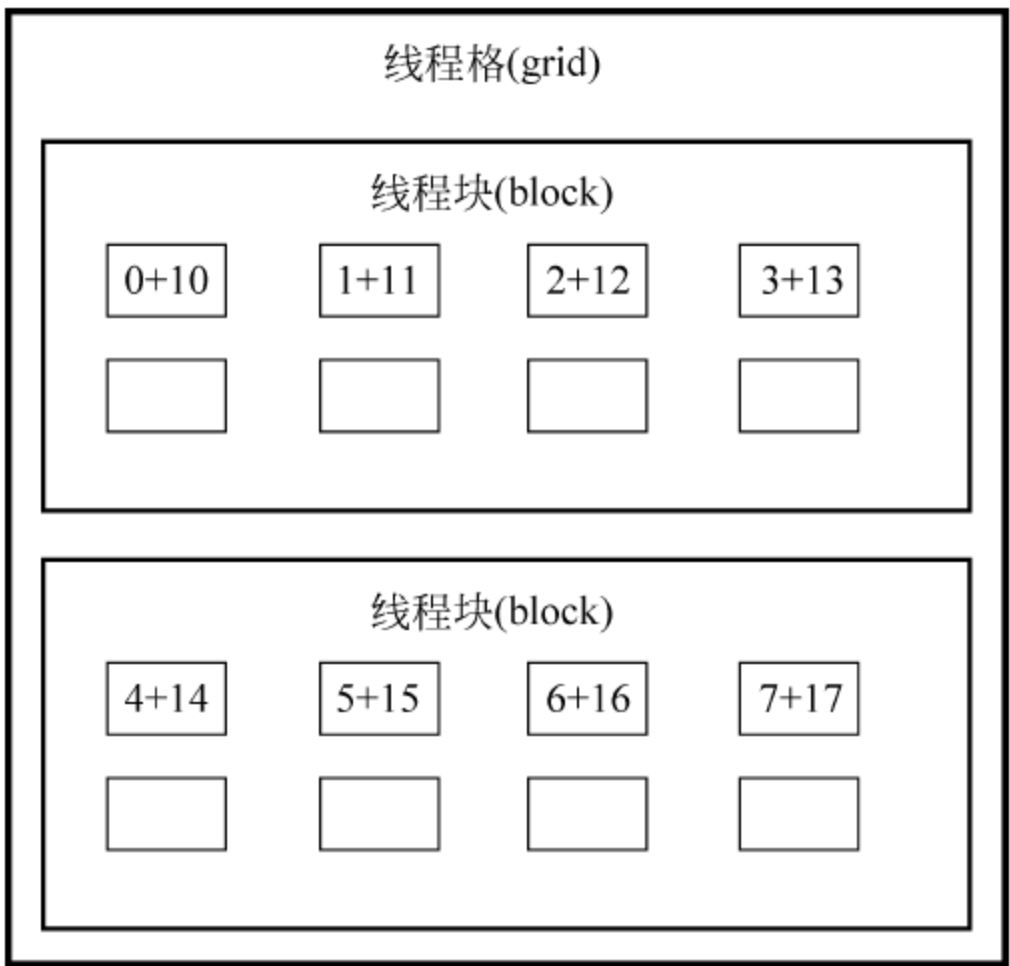 线程格(grid)
线程块(block)
0+10 1+11 2+12 3+13
线程块(block)
4+14 5+15 6+16 7+17